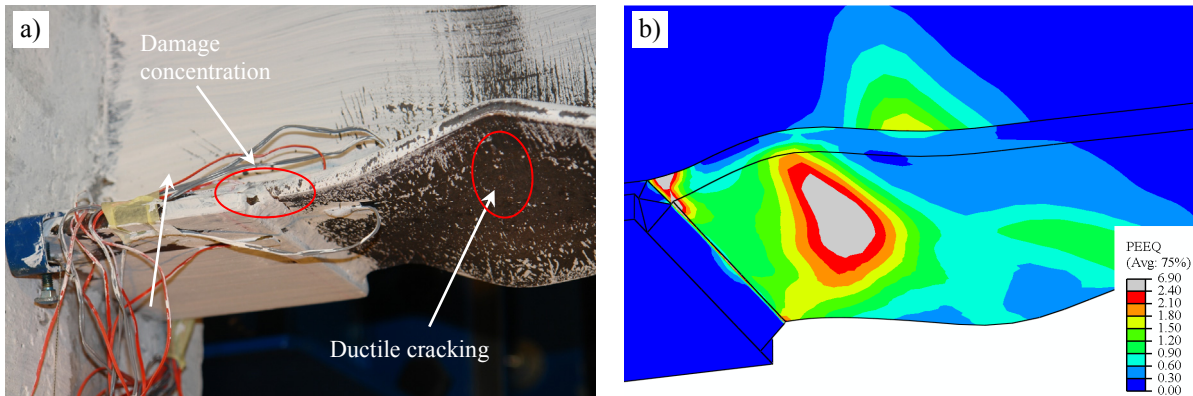 a)
Damage
concentration
Ductile cracking
b)
PEEQ
(Avg: 75%)
6.90
2.40
2.10
1.80
1.50
1.20
0.90
0.60
0.30
0.00